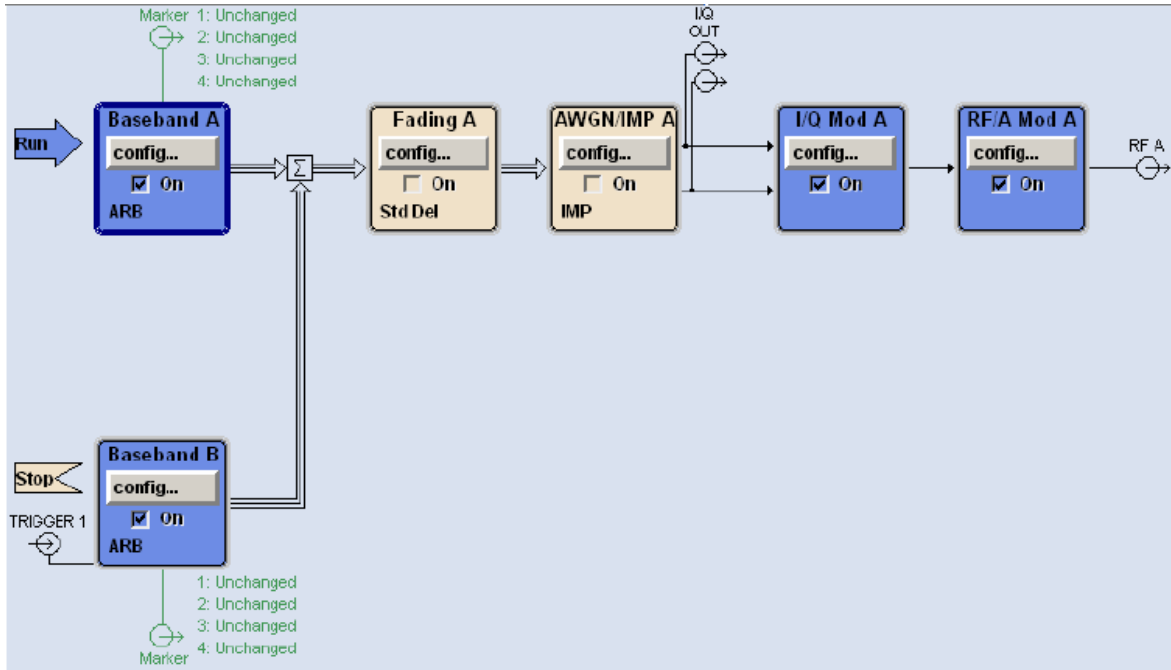 Marker 1: Unchanged
2: Unchanged
3: Unchanged
4: Unchanged
I/Q
OUT
Run
Baseband A
config...
On
ARB
Σ
Fading A
config...
On
Std Del
AWGN/IMP A
config...
On
IMP
I/Q Mod A
config...
On
RF/A Mod A
config...
On
RF A
Stop
TRIGGER 1
Baseband B
config...
On
ARB
1: Unchanged
2: Unchanged
3: Unchanged
Marker 4: Unchanged